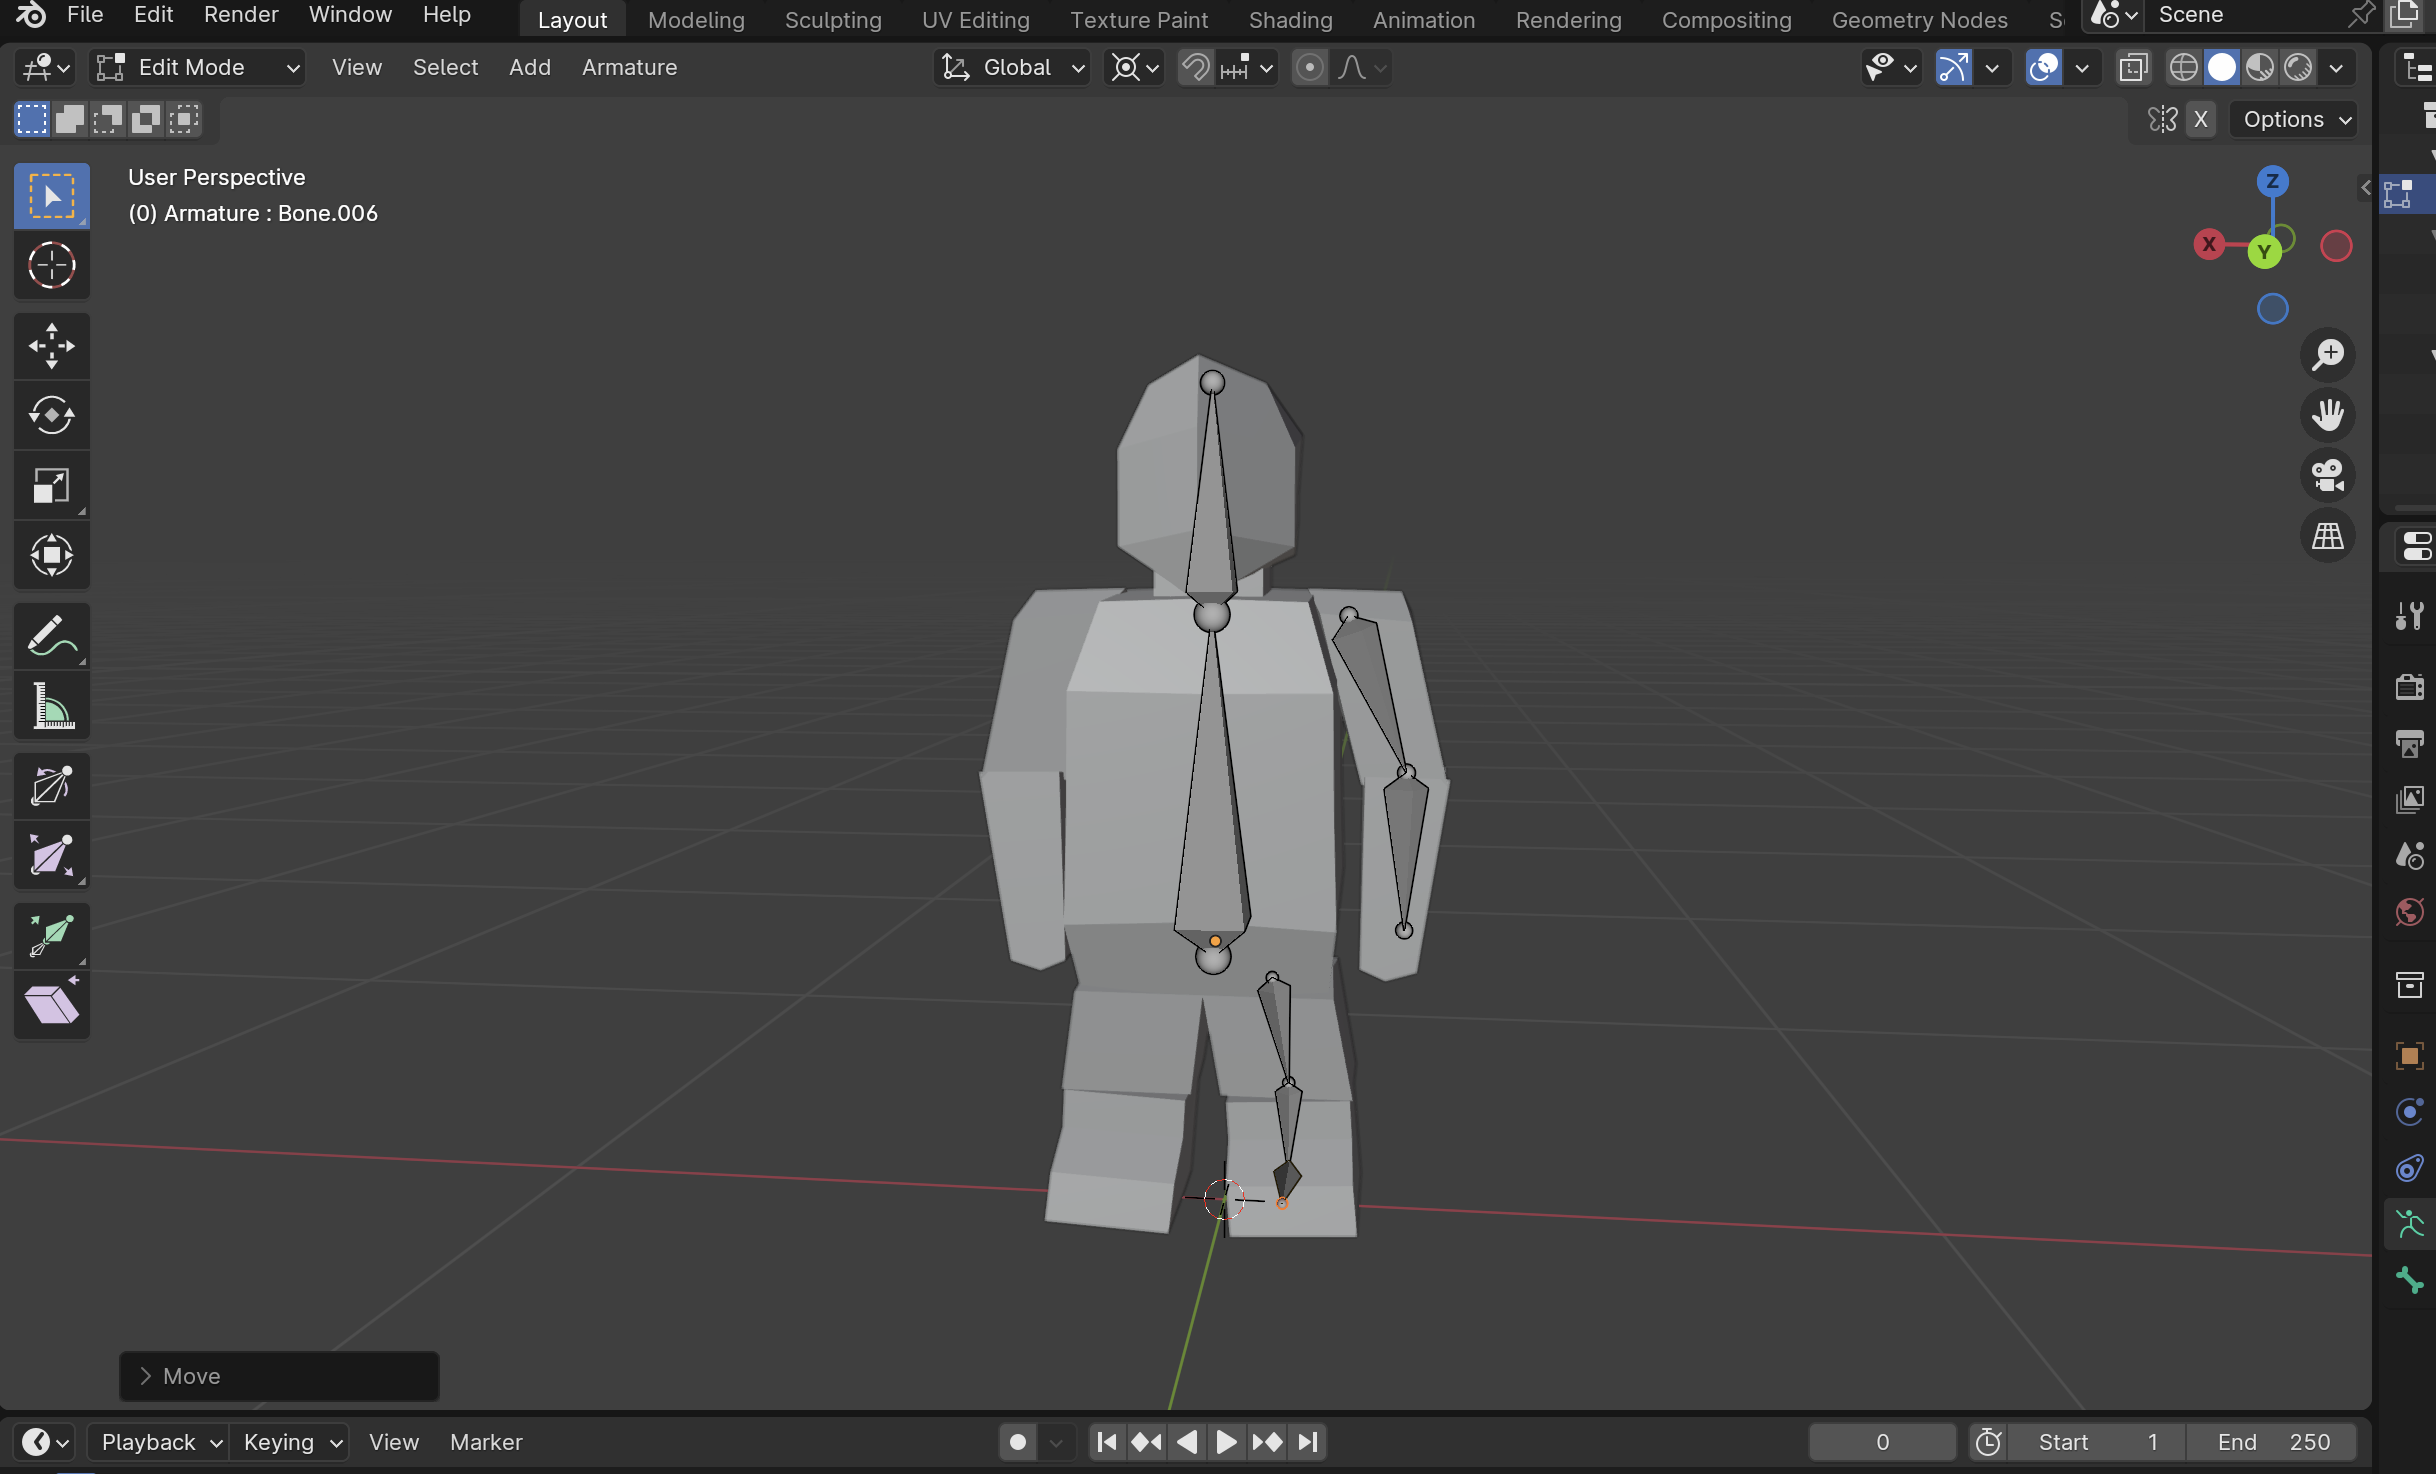 File Edit Render Window Help Layout Modeling Sculpting UV Editing Texture Paint Shading Animation Rendering Compositing Geometry Nodes Scene
Edit Mode View Select Add Armature Global
X Options
User Perspective
(0) Armature : Bone.006
Z
X
Y
Move
Playback Keying View Marker 0 Start 1 End 250